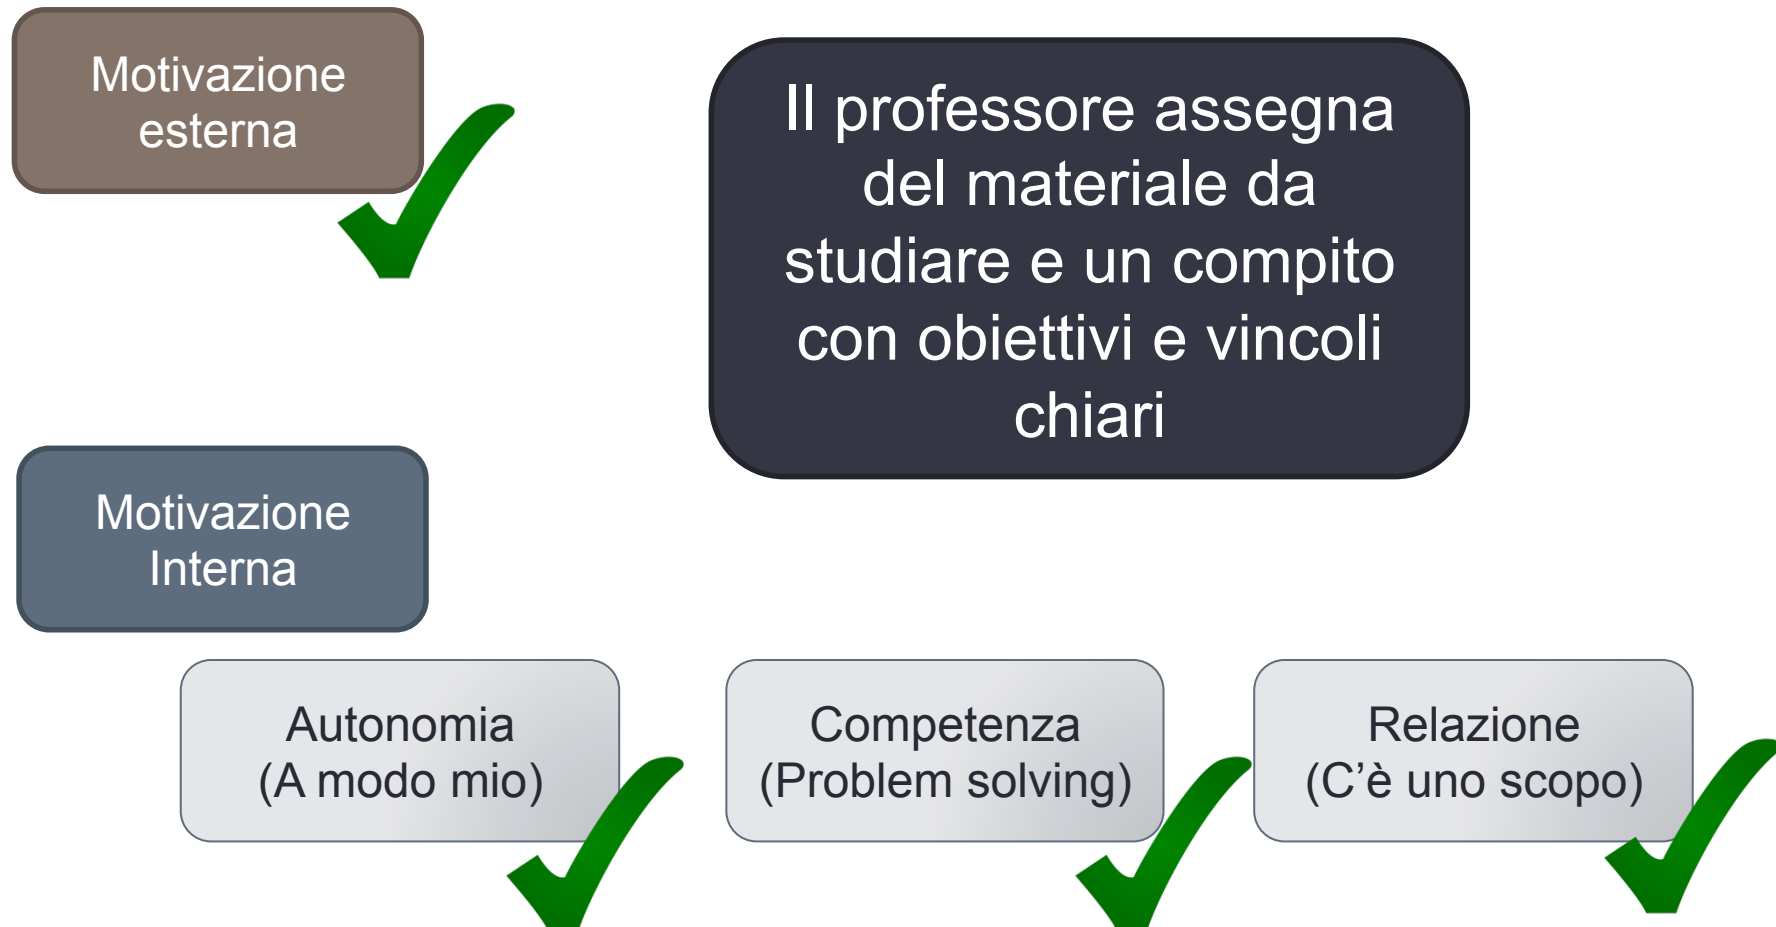 Motivazione
esterna
Il professore assegna
del materiale da
studiare e un compito
con obiettivi e vincoli
chiari
Motivazione
Interna
Autonomia
(A modo mio)
Competenza
(Problem solving)
Relazione
(C’è uno scopo)